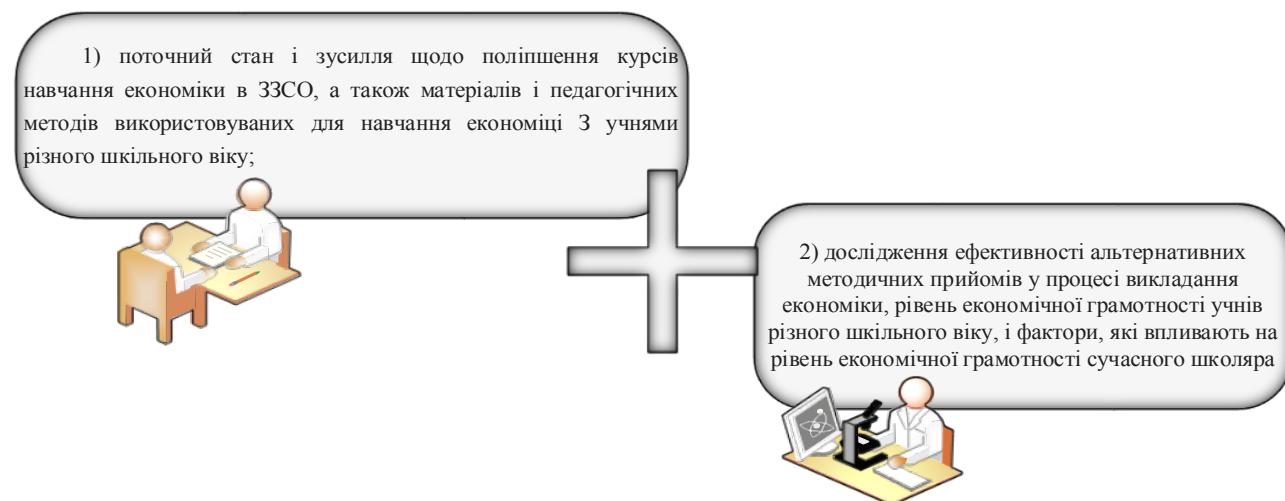 1) поточний стан і зусилля щодо поліпшення курсів
навчання економіки в ЗЗСО, а також матеріалів і педагогічних
методів використовуваних для навчання економіці З учнями
різного шкільного віку;
2) дослідження ефективності альтернативних
методичних прийомів у процесі викладання
економіки, рівень економічної грамотності учнів
різного шкільного віку, і фактори, які впливають на
рівень економічної грамотності сучасного школяра